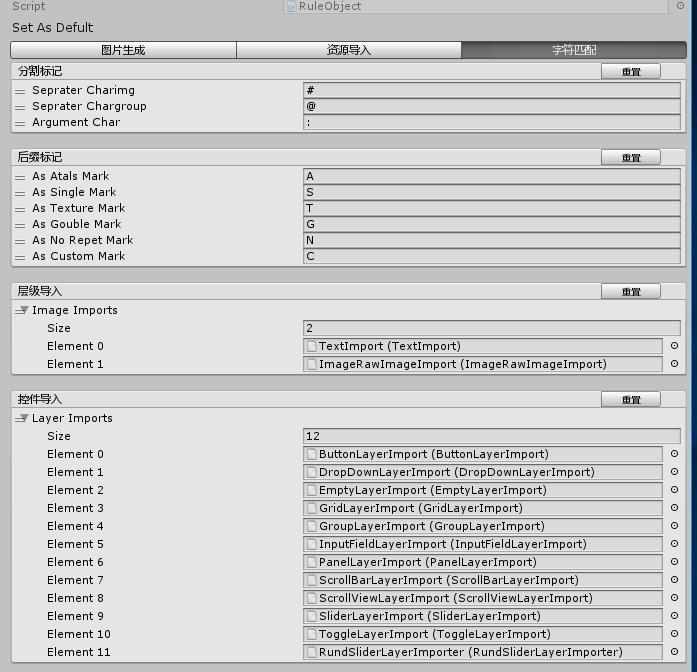 Script RuleObject
Set As Defult
图片生成 资源导入 字符匹配
分割标记 重置
Seprater Charimg #
Seprater Chargroup @
Argument Char :
后缀标记 重置
As Atals Mark A
As Single Mark S
As Texture Mark T
As Gouble Mark G
As No Repet Mark N
As Custom Mark C
层级导入 重置
Image Imports
Size 2
Element 0 TextImport (TextImport)
Element 1 ImageRawImageImport (ImageRawImageImport)
控件导入 重置
Layer Imports
Size 12
Element 0 ButtonLayerImport (ButtonLayerImport)
Element 1 DropDownLayerImport (DropDownLayerImport)
Element 2 EmptyLayerImport (EmptyLayerImport)
Element 3 GridLayerImport (GridLayerImport)
Element 4 GroupLayerImport (GroupLayerImport)
Element 5 InputFieldLayerImport (InputFieldLayerImport)
Element 6 PanelLayerImport (PanelLayerImport)
Element 7 ScrollBarLayerImport (ScrollBarLayerImport)
Element 8 ScrollViewLayerImport (ScrollViewLayerImport)
Element 9 SliderLayerImport (SliderLayerImport)
Element 10 ToggleLayerImport (ToggleLayerImport)
Element 11 RundSliderLayerImporter (RundSliderLayerImporter)